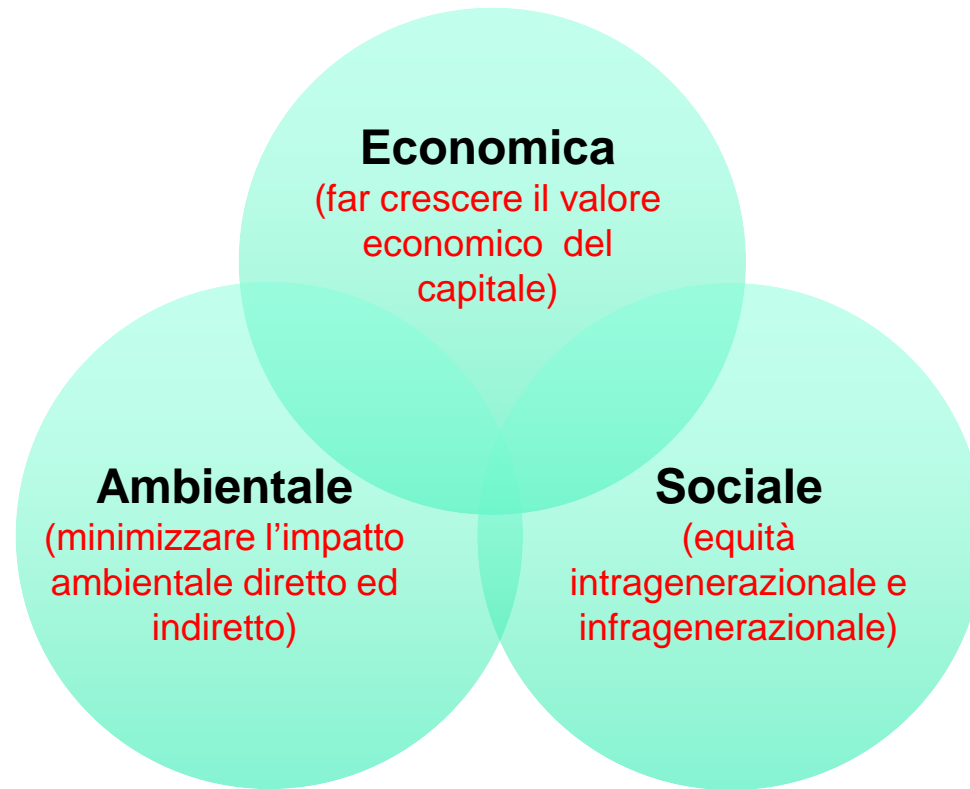 Economica
(far crescere il valore
economico del
capitale)
Ambientale
(minimizzare l’impatto
ambientale diretto ed
indiretto)
Sociale
(equità
intragenerazionale e
infragenerazionale)